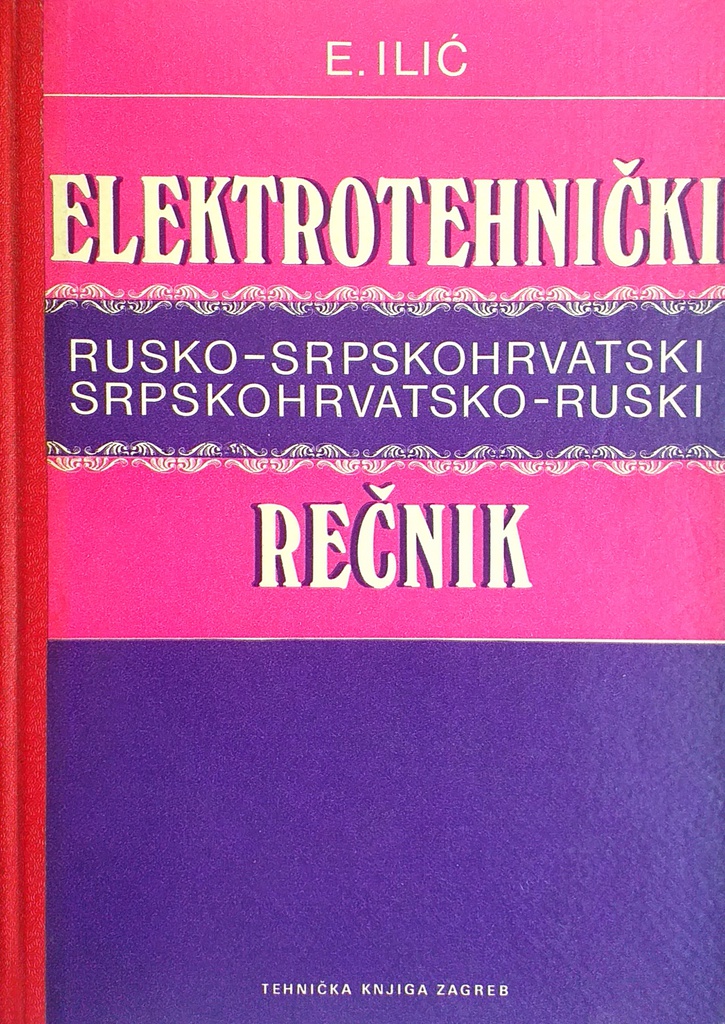 E. ILIĆ
ELEKTROTEHNIČKI
RUSKO-SRPSKOHRVATSKI
SRPSKOHRVATSKO-RUSKI
REČNIK
TEHNIČKA KNJIGA ZAGREB